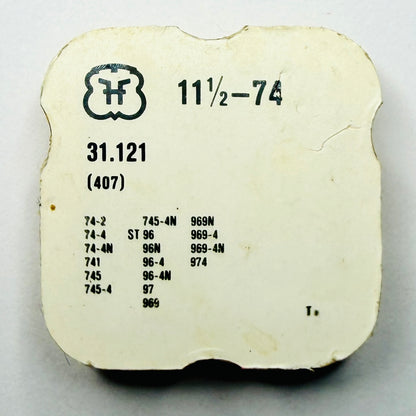 11½-74
31.121
(407)
74-2 745-4N 969N
74-4 ST 96 969-4
74-4N 96N 969-4N
741 96-4 974
745 96-4N
745-4 97
969
T.